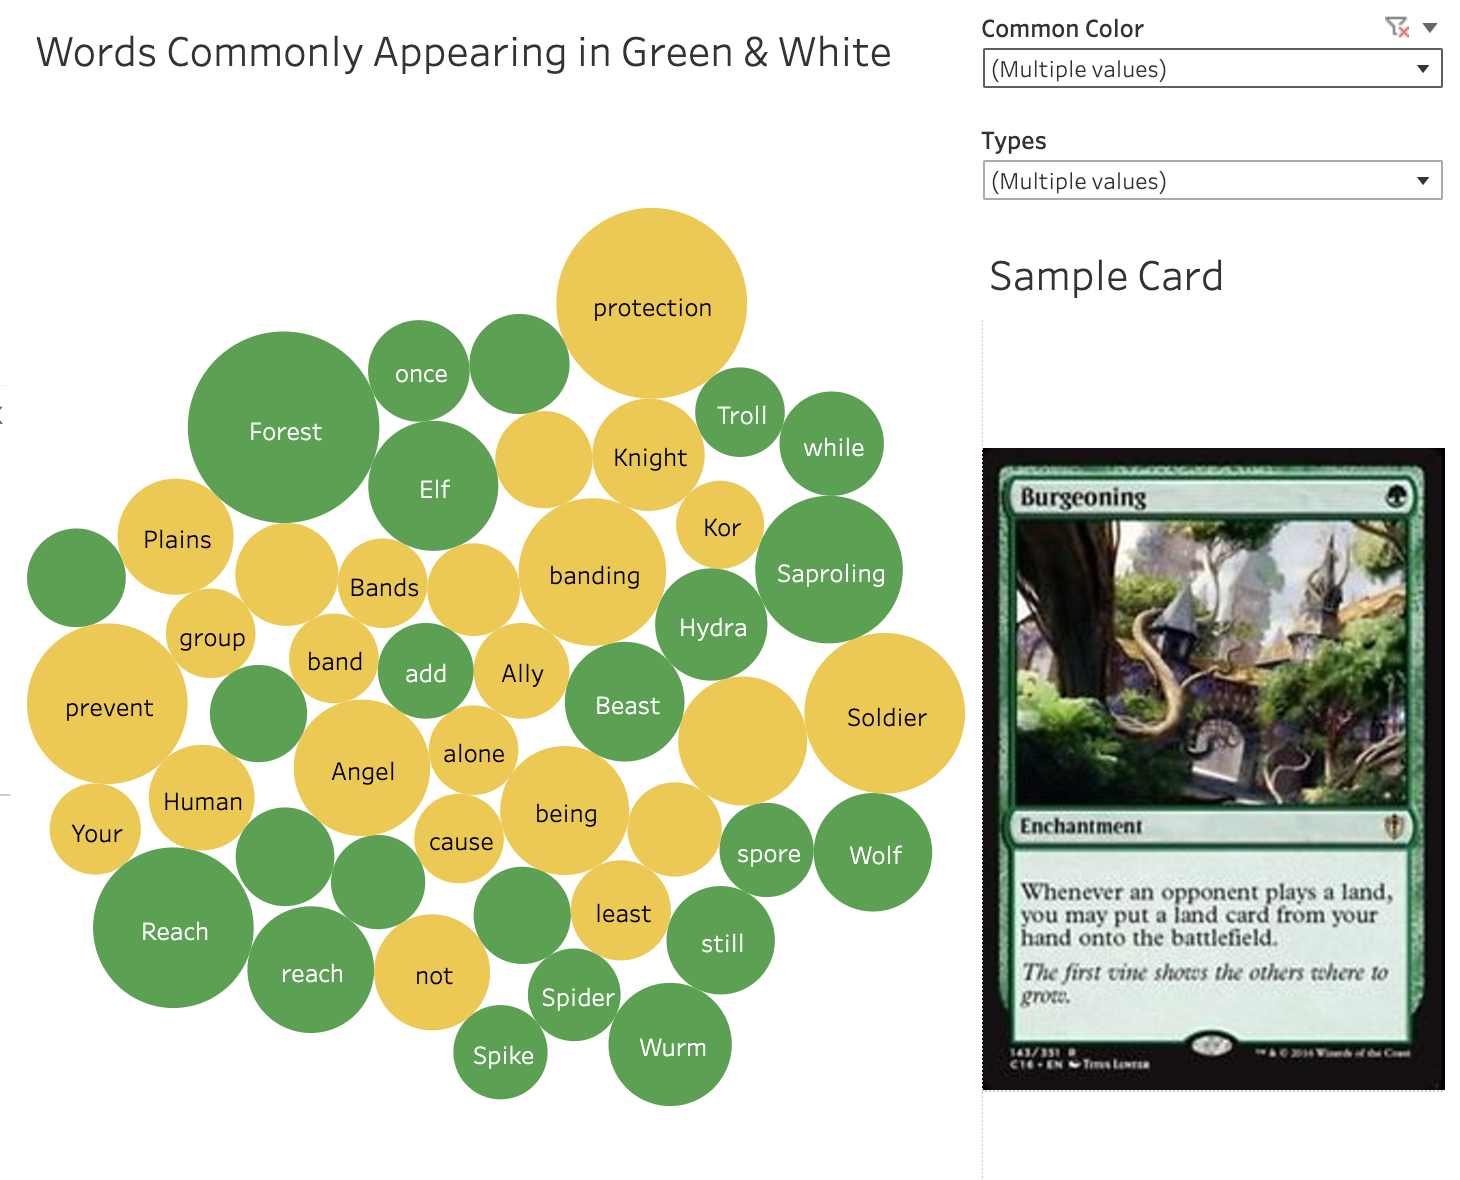 Words Commonly Appearing in Green & White
Common Color
(Multiple values)
Types
(Multiple values)
Sample Card
protection
once
Forest
Troll
while
Knight
Elf
Kor
Plains
banding
Saproling
Bands
Hydra
group
band
add
Ally
Beast
prevent
Soldier
alone
Angel
Human
being
Your
cause
spore
Wolf
least
Reach
still
reach
not
Spider
Spike
Wurm
Burgeoning
Enchantment
Whenever an opponent plays a land,
you may put a land card from your
hand onto the battlefield.
The first vine shows the others where to
grow.
143/351 R
C16 • EN Titus Lunter
™ & © 2016 Wizards of the Coast